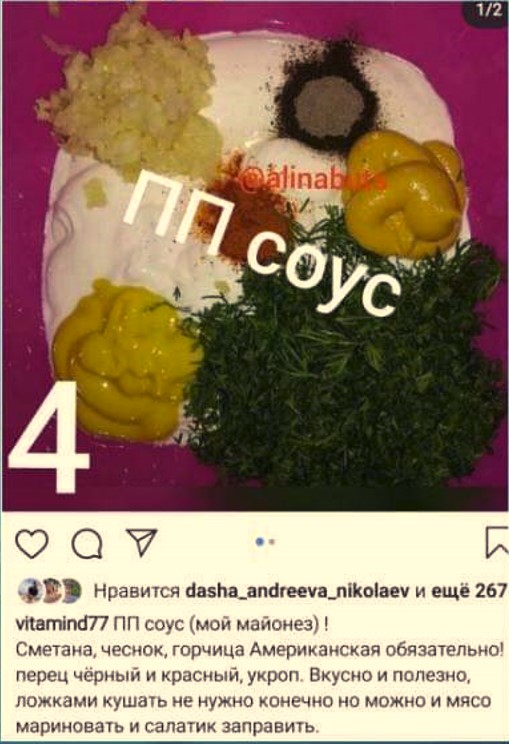 1/2
@alinabuta
ПП соус
4
Нравится dasha_andreeva_nikolaev и ещё 267
vitamind77 ПП соус (мой майонез) !
Сметана, чеснок, горчица Американская обязательно!
перец чёрный и красный, укроп. Вкусно и полезно,
ложками кушать не нужно конечно но можно и мясо
мариновать и салатик заправить.